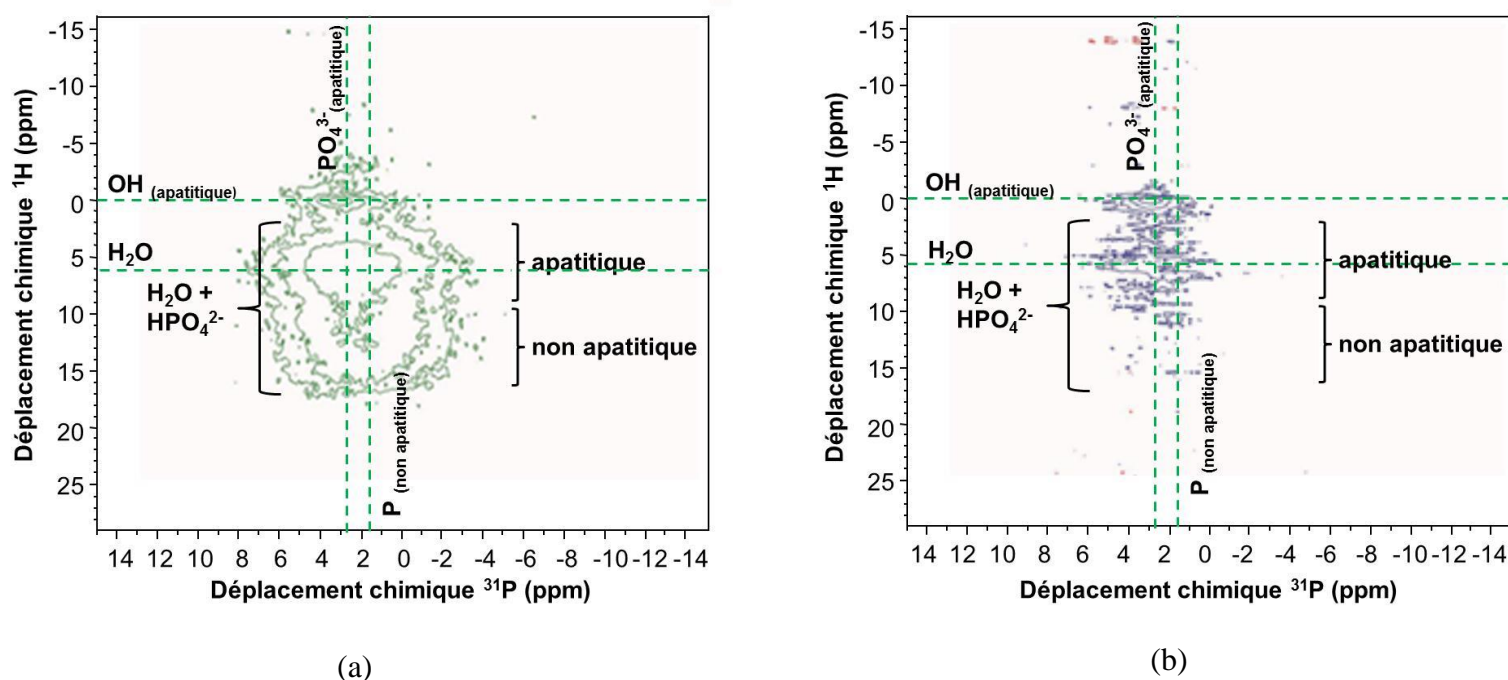 -15
-10
-5
0
5
10
15
20
25
Déplacement chimique ¹H (ppm)
PO₄³⁻ (apatitique)
OH (apatitique)
H₂O
H₂O +
HPO₄²⁻
apatitique
non apatitique
P (non apatitique)
14 12 10 8 6 4 2 0 -2 -4 -6 -8 -10 -12 -14
Déplacement chimique ³¹P (ppm)
(a)
-15
-10
-5
0
5
10
15
20
25
Déplacement chimique ¹H (ppm)
PO₄³⁻ (apatitique)
OH (apatitique)
H₂O
H₂O +
HPO₄²⁻
apatitique
non apatitique
P (non apatitique)
14 12 10 8 6 4 2 0 -2 -4 -6 -8 -10 -12 -14
Déplacement chimique ³¹P (ppm)
(b)